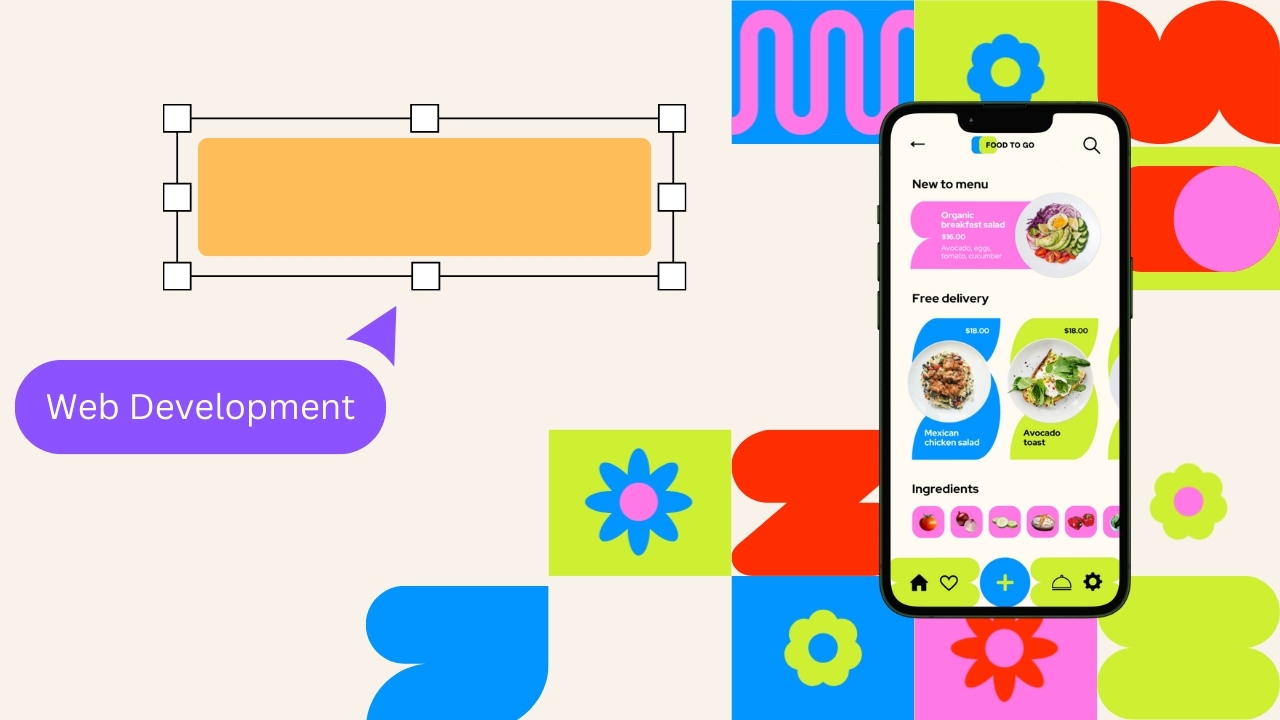 Web Development
FOOD TO GO
New to menu
Organic
breakfast salad
$16.00
Avocado, eggs,
tomato, cucumber
Free delivery
$18.00
$18.00
Mexican
chicken salad
Avocado
toast
Ingredients